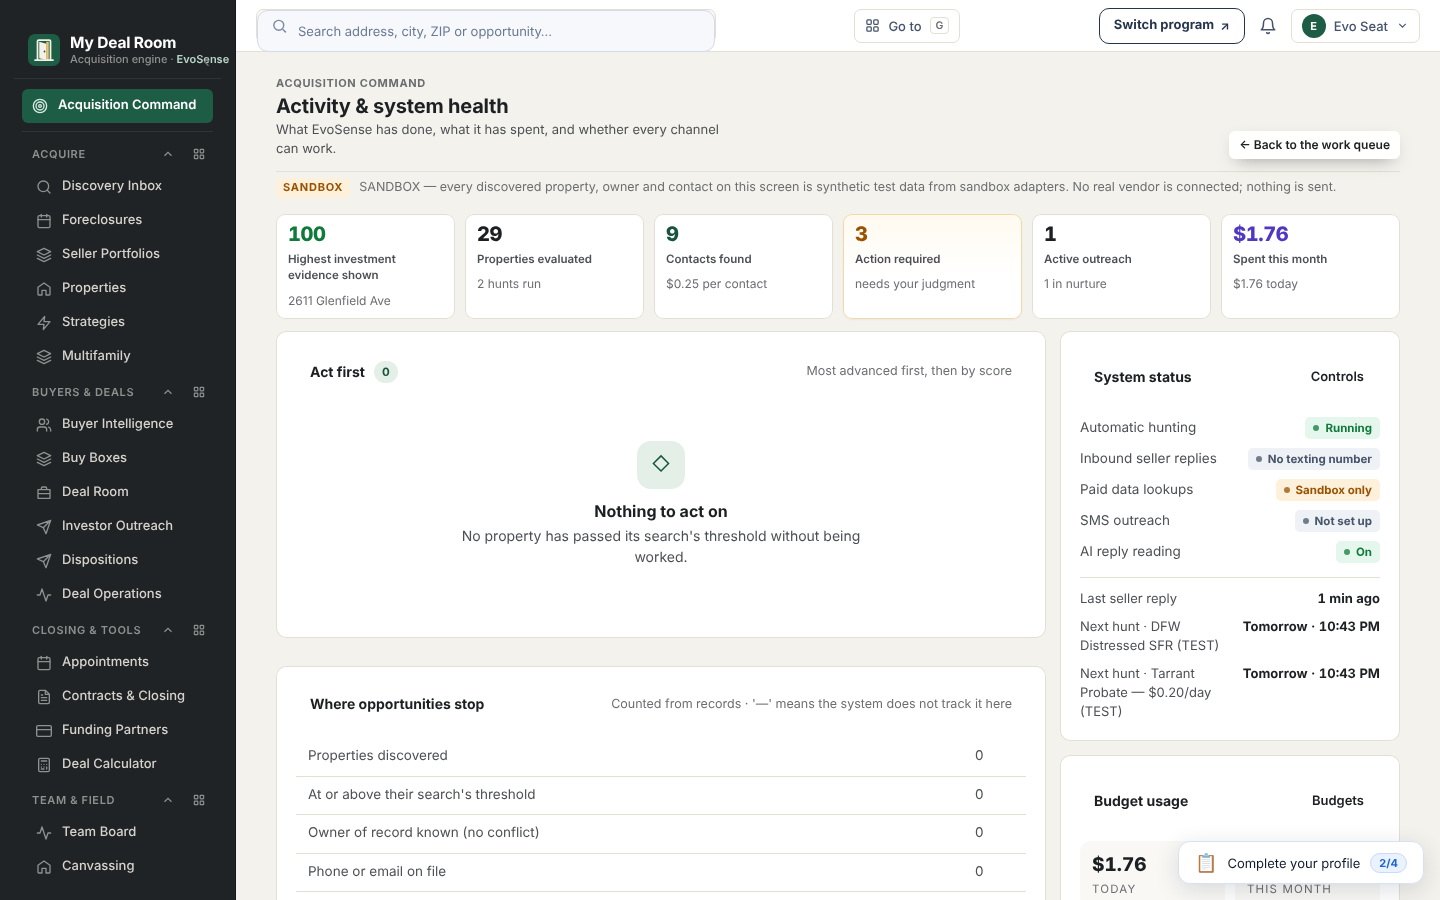 My Deal Room
Acquisition engine · EvoSense
Acquisition Command
ACQUIRE
Discovery Inbox
Foreclosures
Seller Portfolios
Properties
Strategies
Multifamily
BUYERS & DEALS
Buyer Intelligence
Buy Boxes
Deal Room
Investor Outreach
Dispositions
Deal Operations
CLOSING & TOOLS
Appointments
Contracts & Closing
Funding Partners
Deal Calculator
TEAM & FIELD
Team Board
Canvassing
Search address, city, ZIP or opportunity...
Go to G
Switch program ↗
E Evo Seat
ACQUISITION COMMAND
Activity & system health
What EvoSense has done, what it has spent, and whether every channel
can work.
← Back to the work queue
SANDBOX SANDBOX — every discovered property, owner and contact on this screen is synthetic test data from sandbox adapters. No real vendor is connected; nothing is sent.
100
Highest investment
evidence shown
2611 Glenfield Ave
29
Properties evaluated
2 hunts run
9
Contacts found
$0.25 per contact
3
Action required
needs your judgment
1
Active outreach
1 in nurture
$1.76
Spent this month
$1.76 today
Act first 0
Most advanced first, then by score
Nothing to act on
No property has passed its search's threshold without being
worked.
Where opportunities stop
Counted from records · '—' means the system does not track it here
Properties discovered 0
At or above their search's threshold 0
Owner of record known (no conflict) 0
Phone or email on file 0
System status
Controls
Automatic hunting Running
Inbound seller replies No texting number
Paid data lookups Sandbox only
SMS outreach Not set up
AI reply reading On
Last seller reply 1 min ago
Next hunt · DFW Tomorrow · 10:43 PM
Distressed SFR (TEST)
Next hunt · Tarrant Tomorrow · 10:43 PM
Probate — $0.20/day
(TEST)
Budget usage
Budgets
$1.76
TODAY
THIS MONTH
Complete your profile 2/4